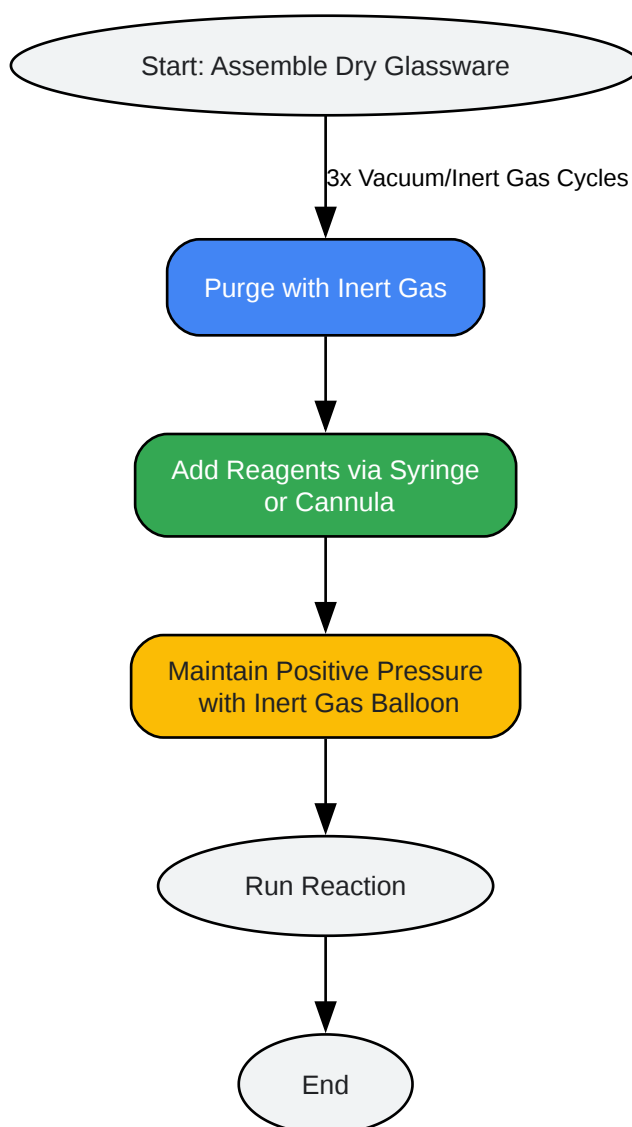 Start: Assemble Dry Glassware
3x Vacuum/Inert Gas Cycles
Purge with Inert Gas
Add Reagents via Syringe
or Cannula
Maintain Positive Pressure
with Inert Gas Balloon
Run Reaction
End